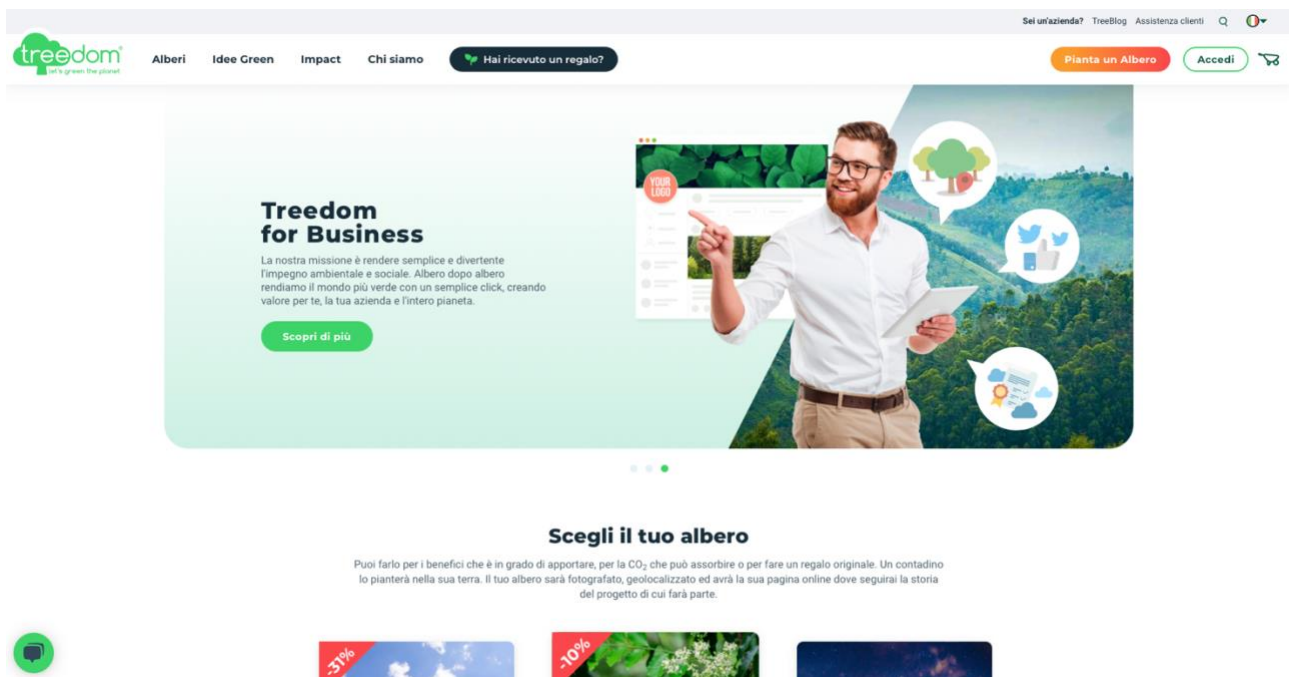 Sei un'azienda? TreeBlog Assistenza clienti
treedom®
let's green the planet
Alberi Idee Green Impact Chi siamo Hai ricevuto un regalo? Pianta un Albero Accedi
Treedom
for Business
La nostra missione è rendere semplice e divertente
l'impegno ambientale e sociale. Albero dopo albero
rendiamo il mondo più verde con un semplice click, creando
valore per te, la tua azienda e l'intero pianeta.
Scopri di più
YOUR
LOGO
Scegli il tuo albero
Puoi farlo per i benefici che è in grado di apportare, per la CO₂ che può assorbire o per fare un regalo originale. Un contadino
lo pianterà nella sua terra. Il tuo albero sarà fotografato, geolocalizzato ed avrà la sua pagina online dove seguirai la storia
del progetto di cui farà parte.
-31%
-10%